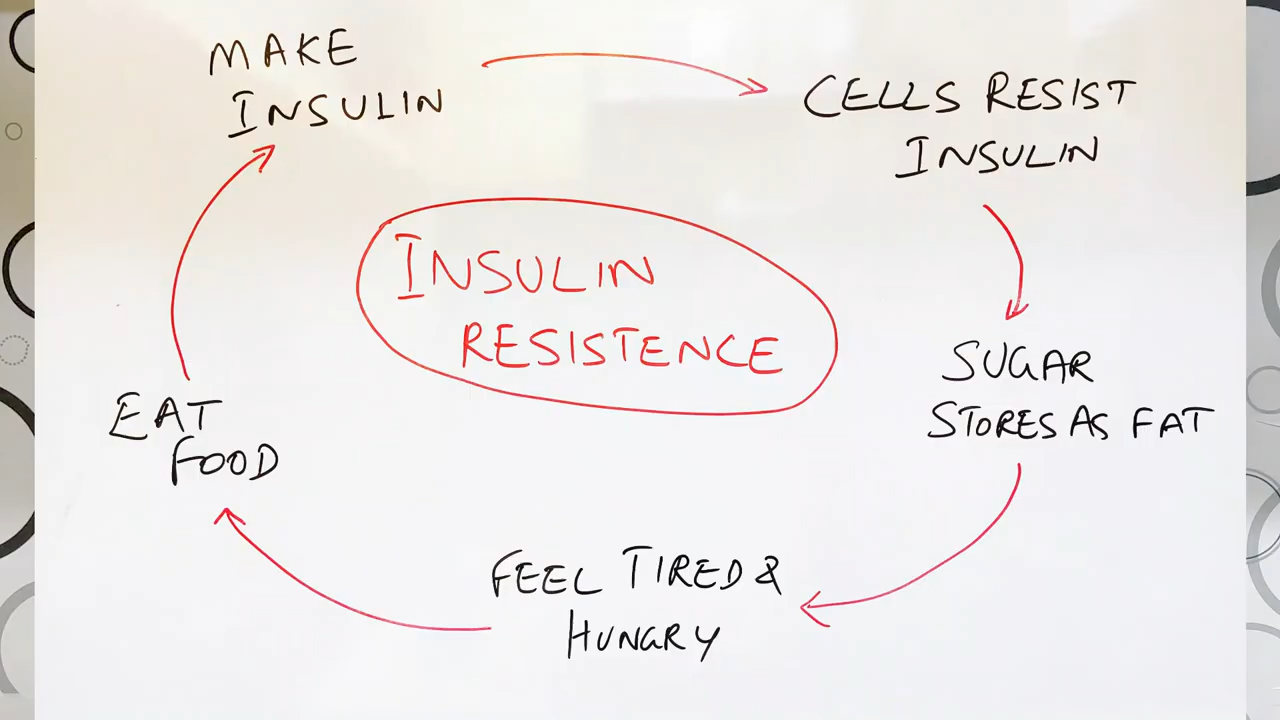 MAKE
INSULIN
CELLS RESIST
INSULIN
INSULIN
RESISTENCE
SUGAR
STORES AS FAT
EAT
FOOD
FEEL TIRED &
HUNGRY